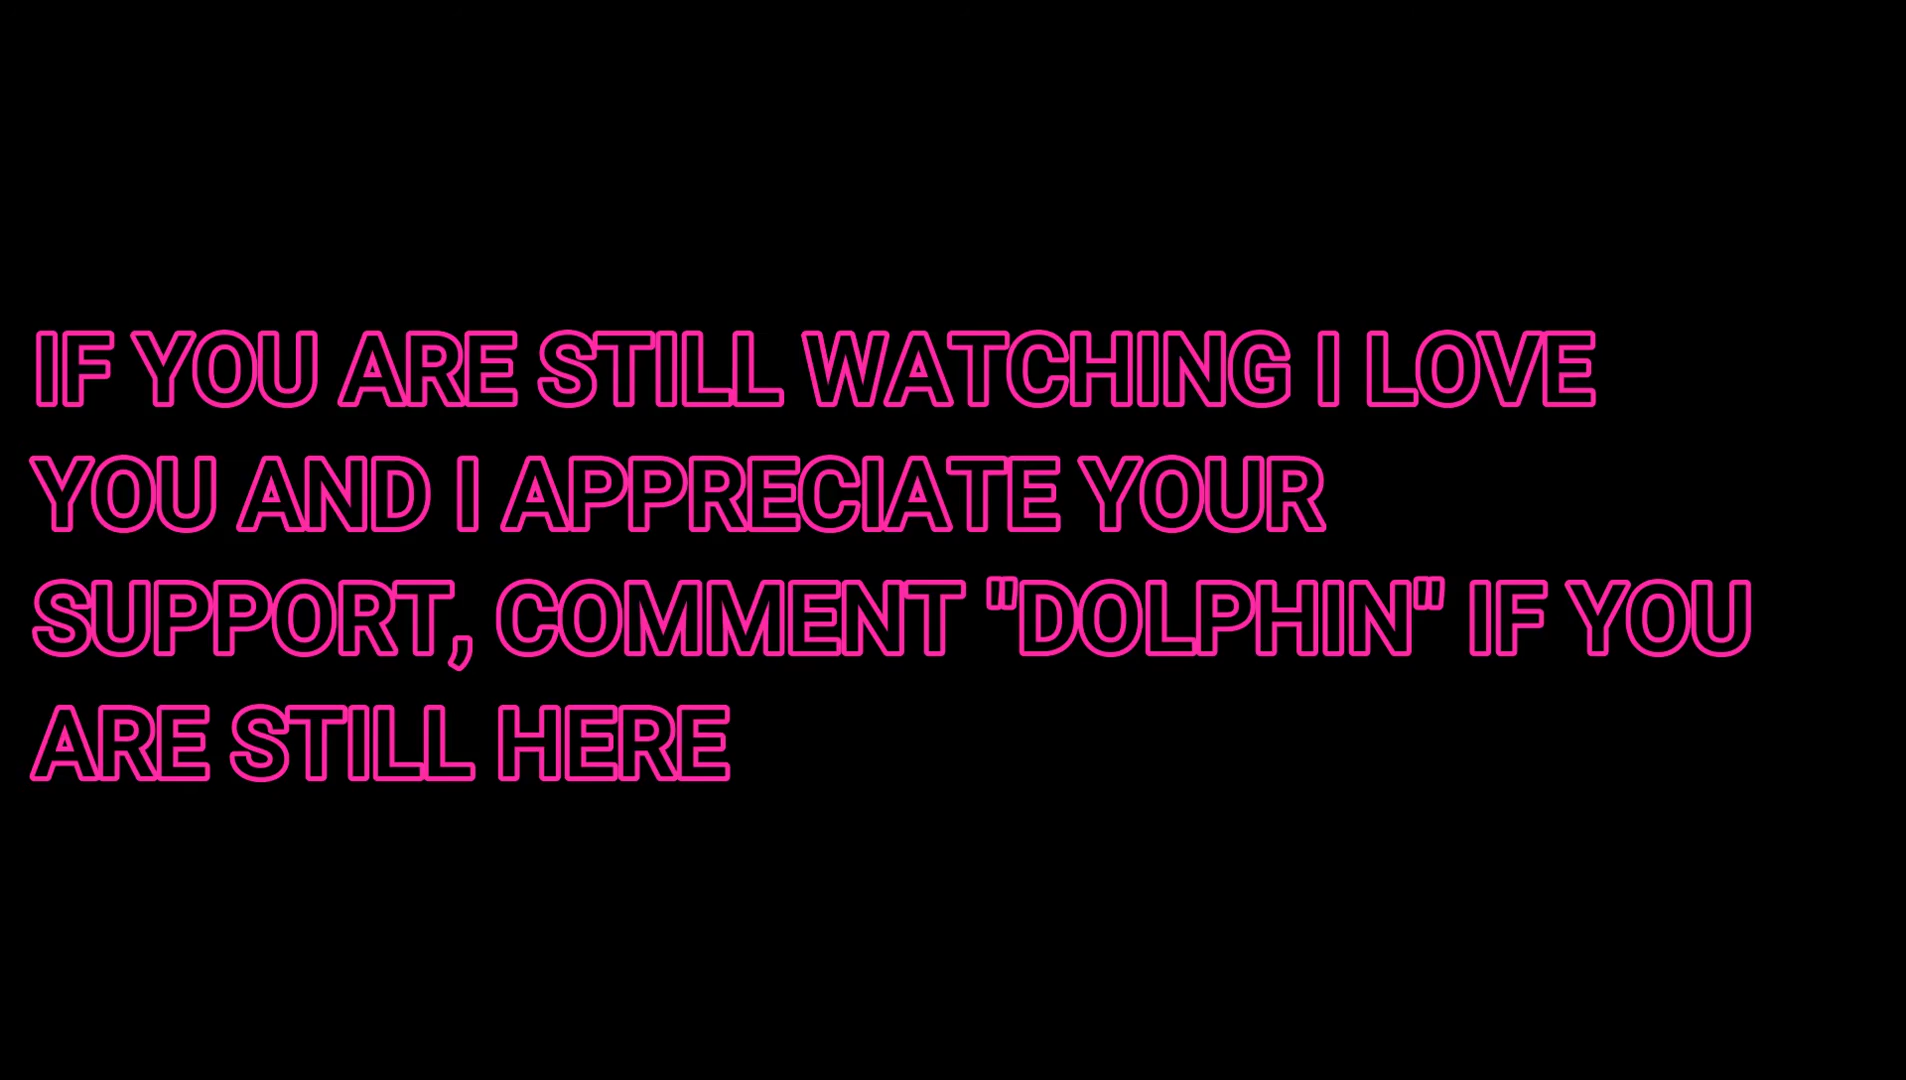 IF YOU ARE STILL WATCHING I LOVE
YOU AND I APPRECIATE YOUR
SUPPORT, COMMENT "DOLPHIN" IF YOU
ARE STILL HERE